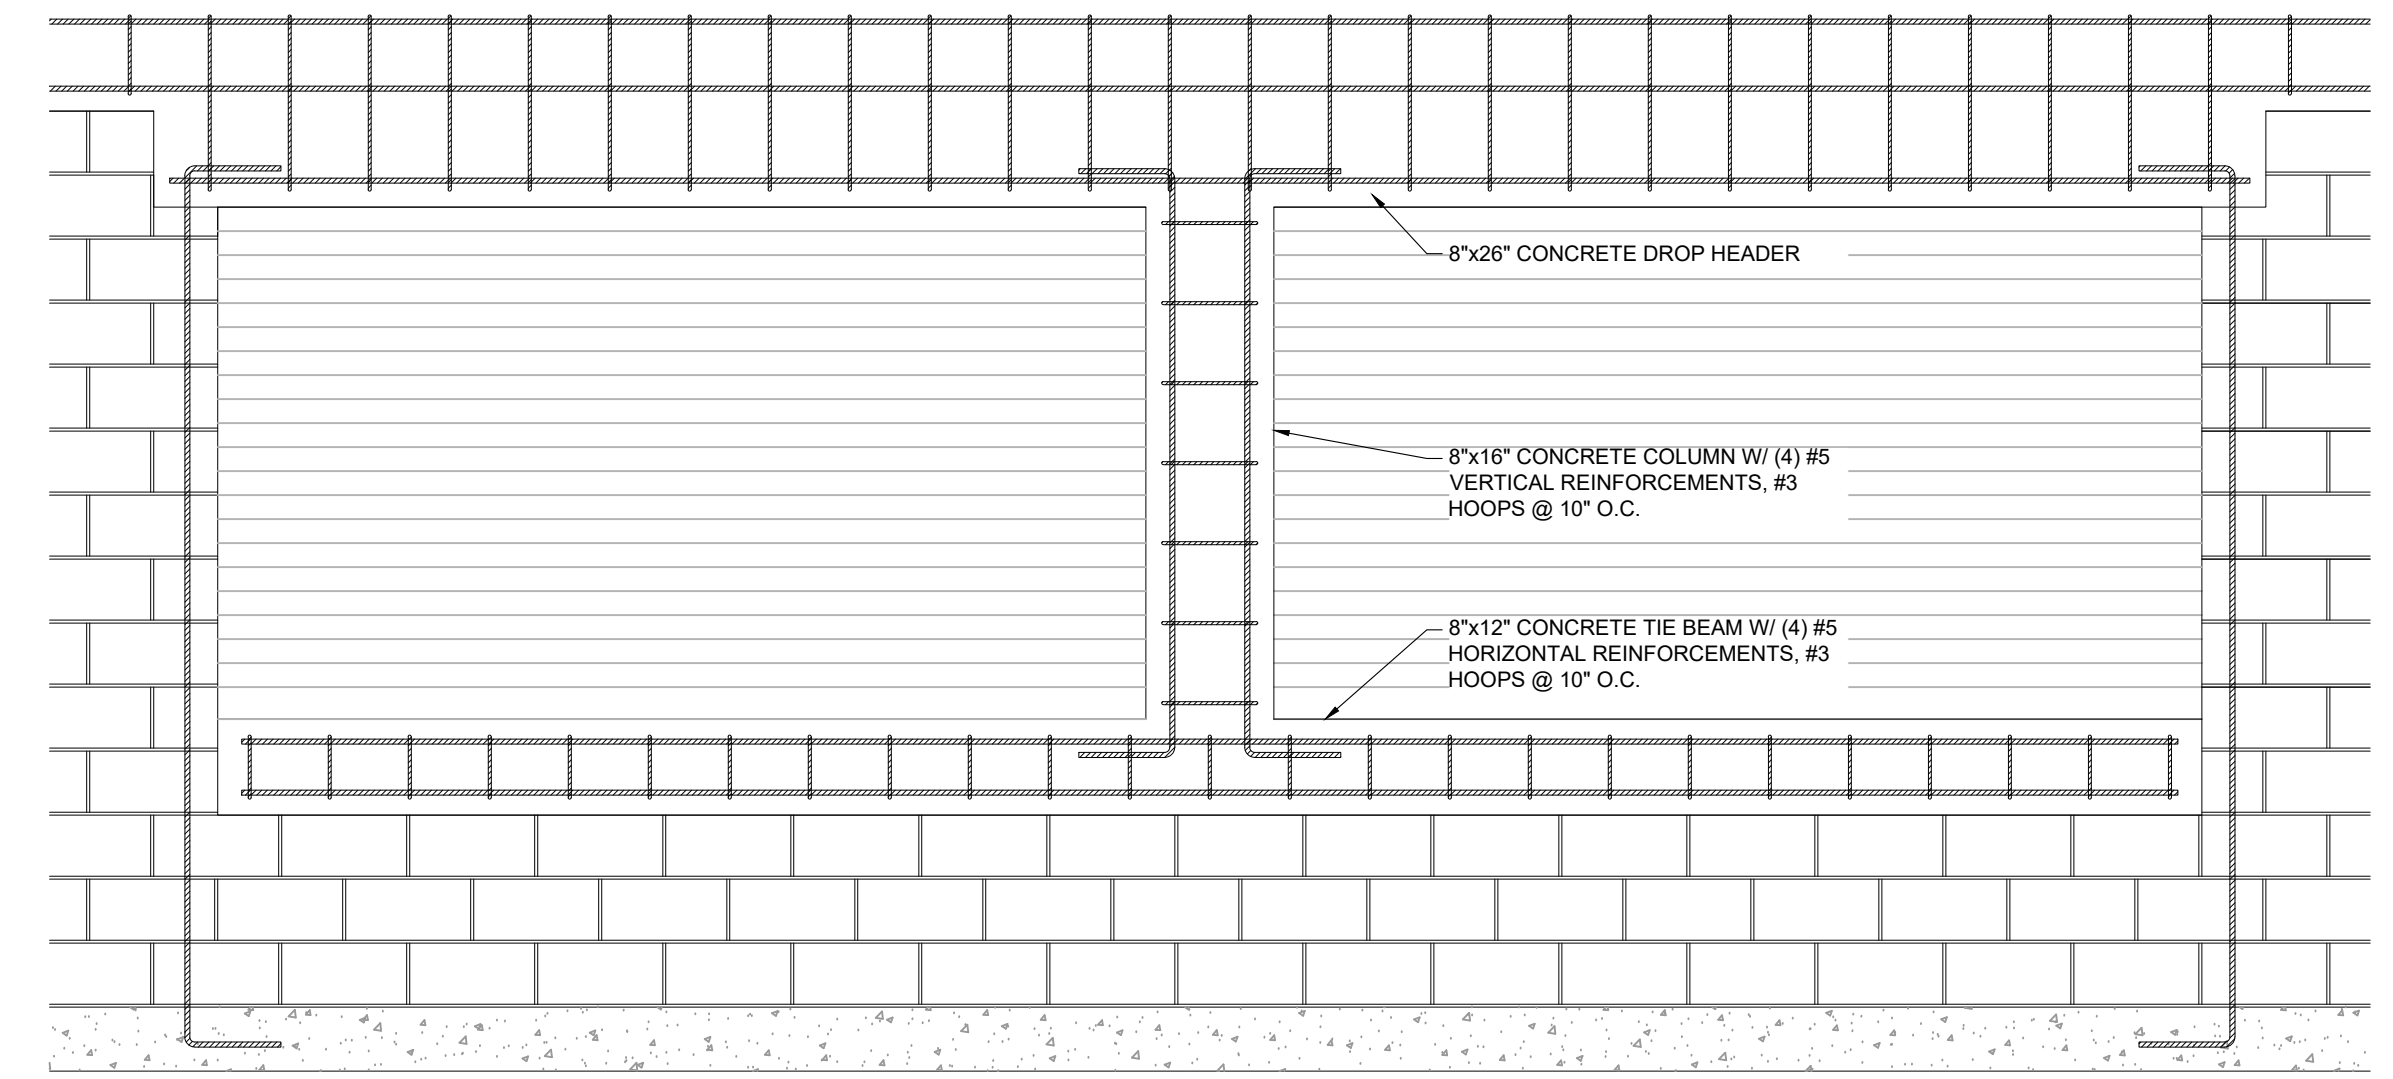 8"x26" CONCRETE DROP HEADER
8"x16" CONCRETE COLUMN W/ (4) #5
VERTICAL REINFORCEMENTS, #3
HOOPS @ 10" O.C.
8"x12" CONCRETE TIE BEAM W/ (4) #5
HORIZONTAL REINFORCEMENTS, #3
HOOPS @ 10" O.C.